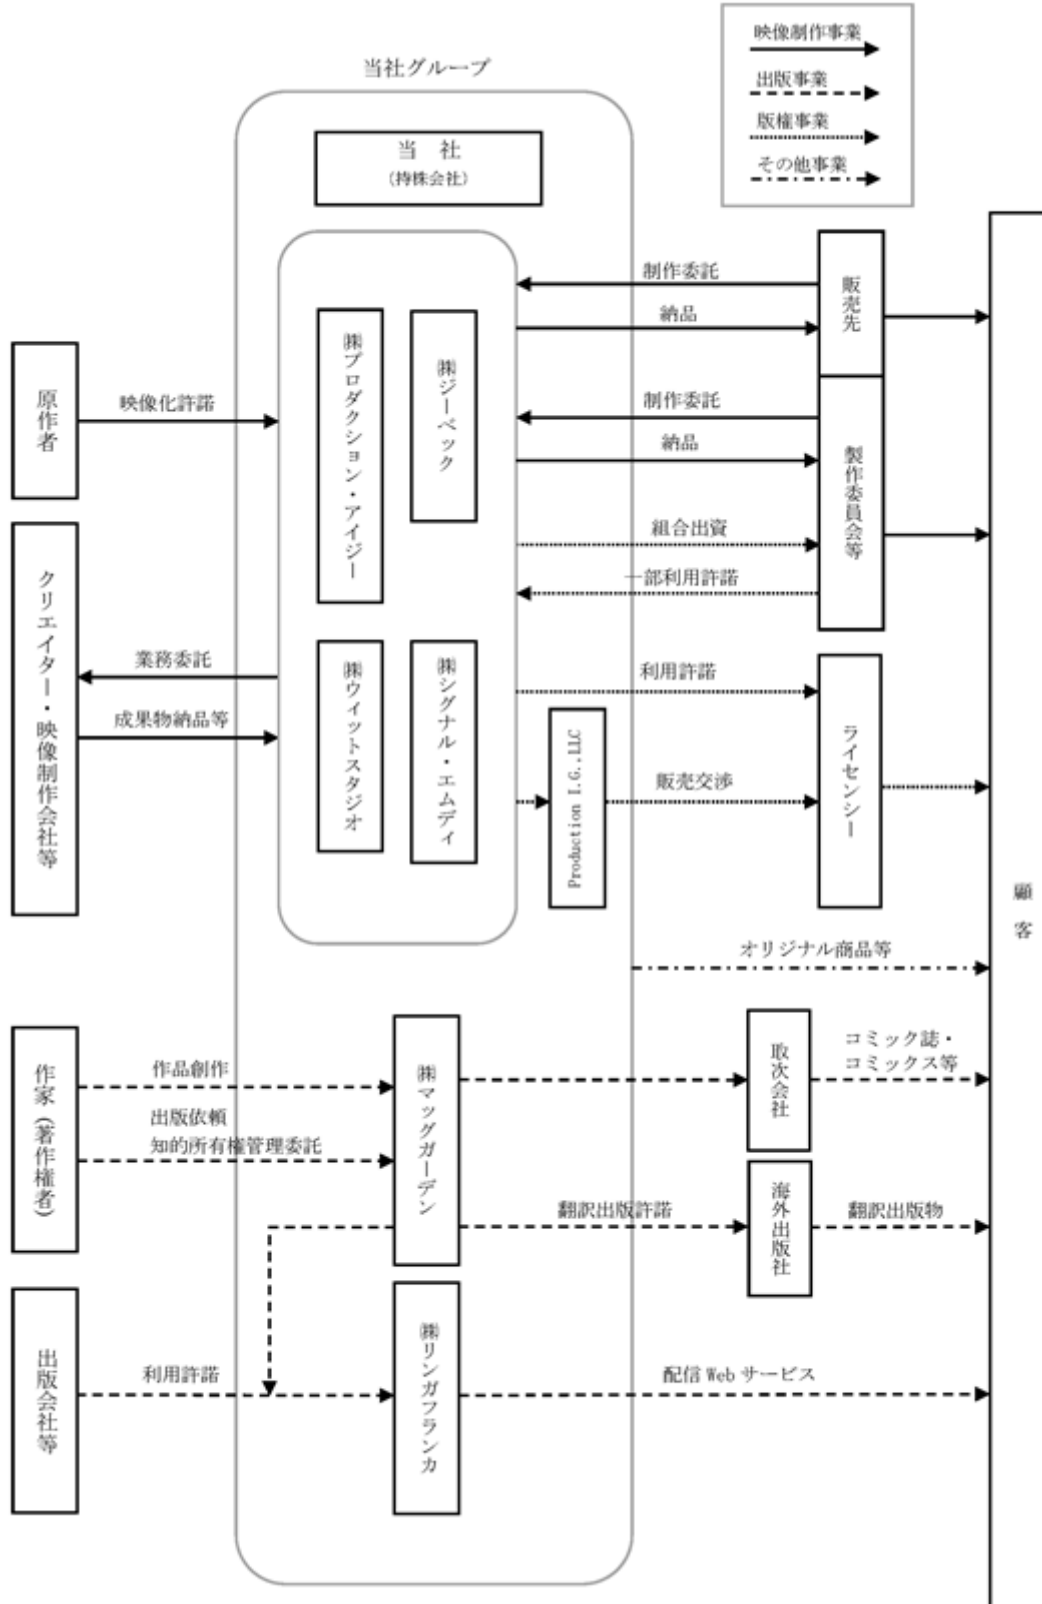 映像制作事業
出版事業
版権事業
その他事業
当社グループ
当 社
(持株会社)
㈱プロダクション・アイジー
㈱ジーベック
㈱ウィットスタジオ
㈱シグナル・エムディ
原作者
映像化許諾
クリエイター・映像制作会社等
業務委託
成果物納品等
制作委託
納品
販売先
制作委託
納品
組合出資
一部利用許諾
製作委員会等
利用許諾
Production I.G.,LLC
販売交渉
ライセンシー
顧 客
オリジナル商品等
作家(著作権者)
作品創作
出版依頼
知的所有権管理委託
㈱マッグガーデン
取次会社
コミック誌・
コミックス等
翻訳出版許諾
海外出版社
翻訳出版物
出版会社等
利用許諾
㈱リンガフランカ
配信 Web サービス